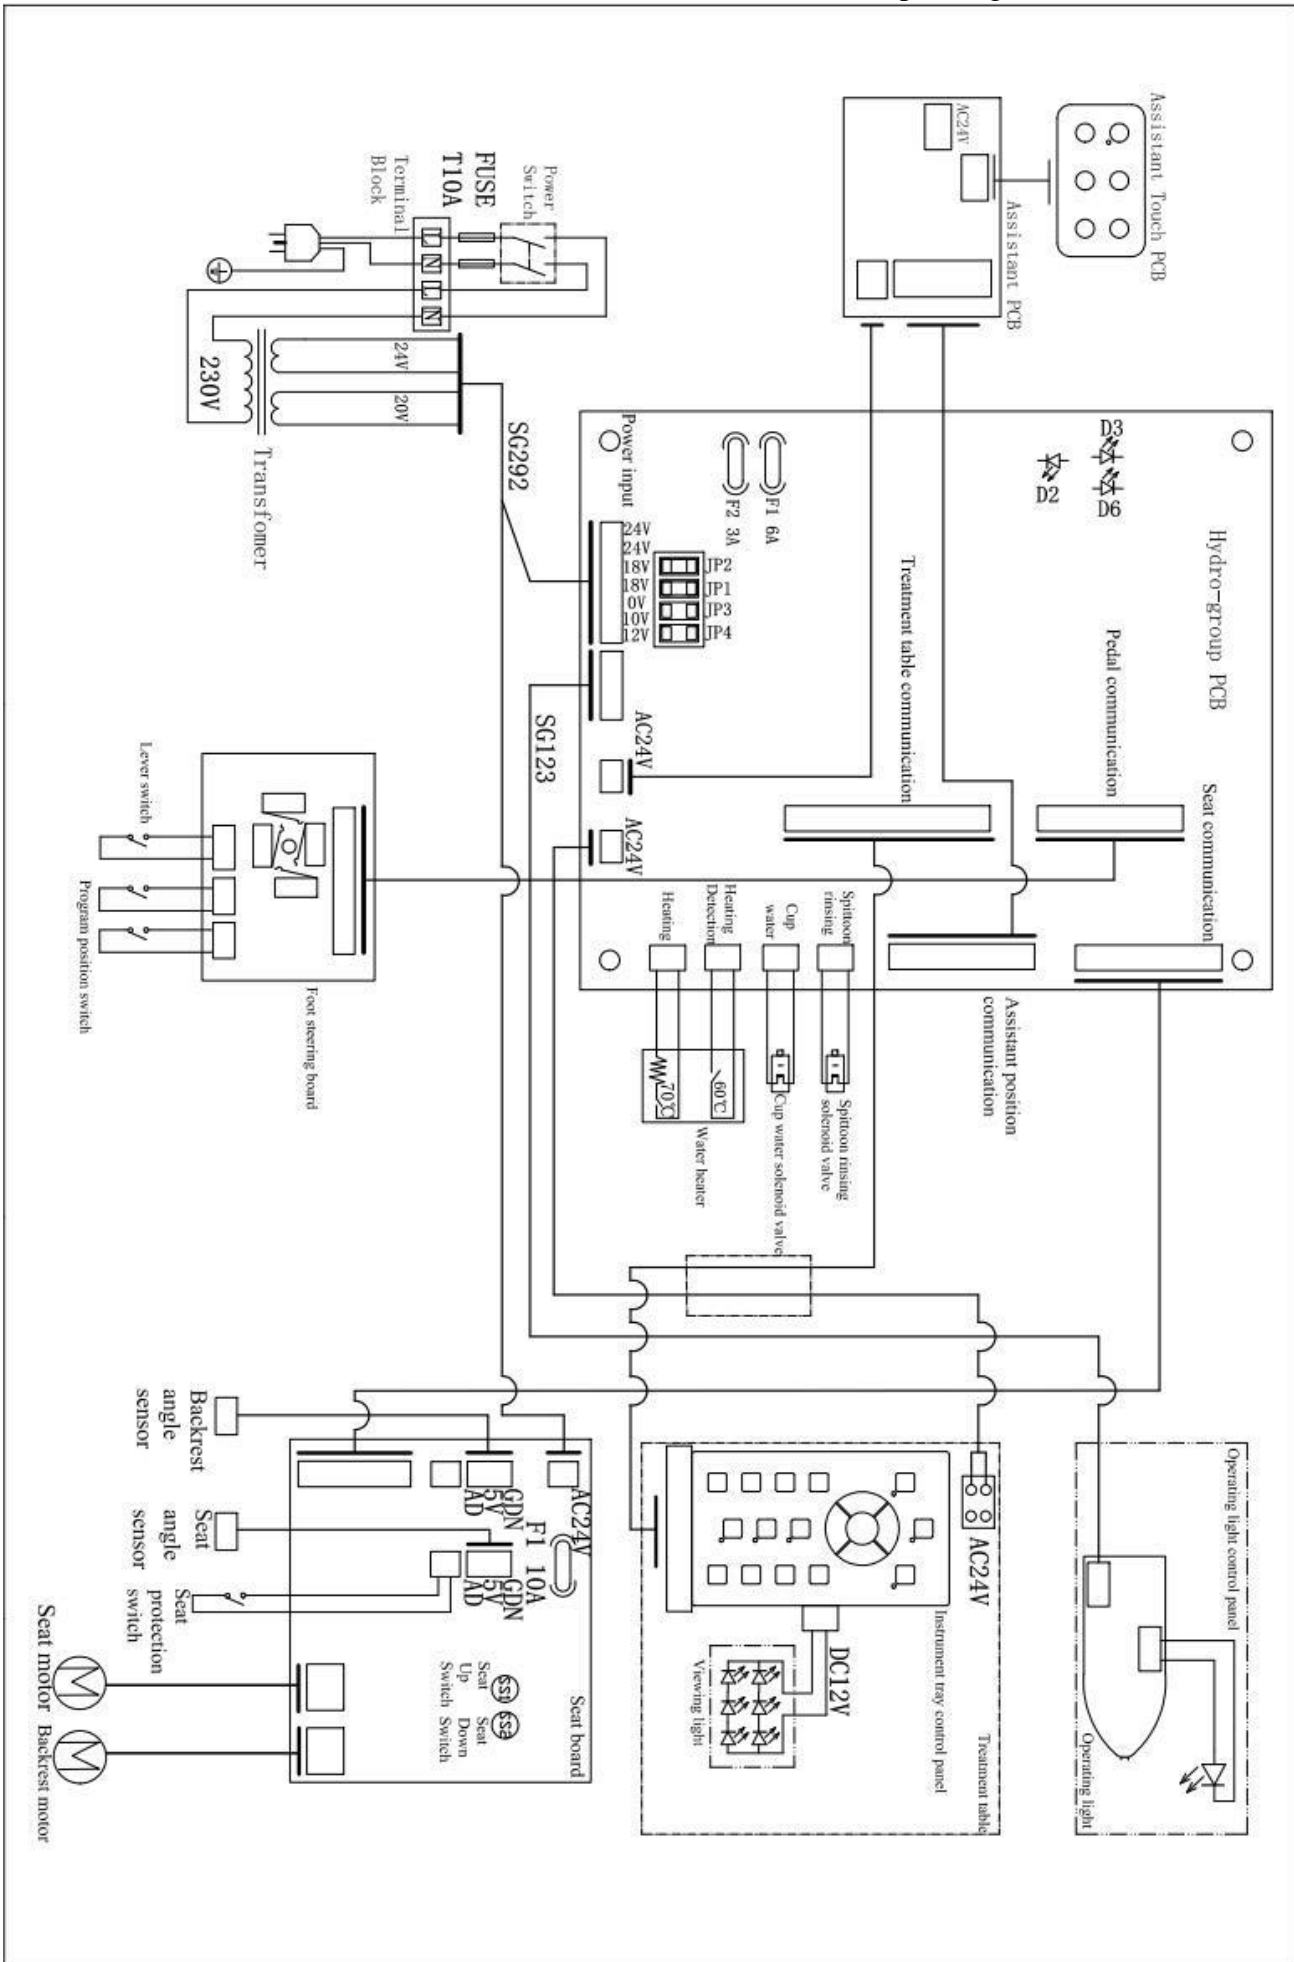 Assistant Touch PCB
AC24V
Assistant PCB
Power
Switch
FUSE
T10A
Terminal
Block
L
N
L
N
24V
20V
230V
Transfomer
SG292
Hydro-group PCB
D3
D6
D2
F1 6A
F2 3A
Power input
24V
24V
18V
18V
0V
10V
12V
JP2
JP1
JP3
JP4
Treatment table communication
Pedal communication
Seat communication
AC24V
AC24V
SG123
Spittoon
rinsing
Cup
water
Heating
Detection
Heating
Assistant position
communication
Spittoon rinsing
solenoid valve
Cup water solenoid valve
60℃
70℃
Water heater
Lever switch
Program position switch
Foot steering board
Operating light control panel
Operating light
AC24V
Instrument tray control panel
Treatment table
DC12V
Viewing light
Backrest
angle
sensor
Seat
angle
sensor
Seat
protection
switch
AC24V
GDN
5V
AD
F1 10A
GDN
5V
AD
SS1
SS2
Seat
Up
Switch
Seat
Down
Switch
Seat board
M
Seat motor
M
Backrest motor